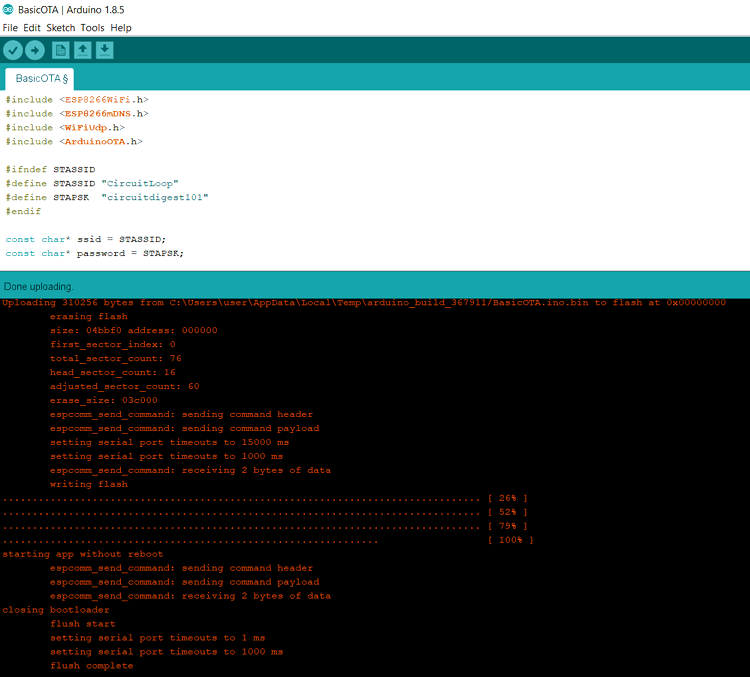 BasicOTA | Arduino 1.8.5
File Edit Sketch Tools Help
BasicOTA §
#include <ESP8266WiFi.h>
#include <ESP8266mDNS.h>
#include <WiFiUdp.h>
#include <ArduinoOTA.h>
#ifndef STASSID
#define STASSID "CircuitLoop"
#define STAPSK  "circuitdigest101"
#endif
const char* ssid = STASSID;
const char* password = STAPSK;
Done uploading.
Uploading 310256 bytes from C:\Users\user\AppData\Local\Temp\arduino_build_367911/BasicOTA.ino.bin to flash at 0x00000000
erasing flash
size: 04bbf0 address: 000000
first_sector_index: 0
total_sector_count: 76
head_sector_count: 16
adjusted_sector_count: 60
erase_size: 03c000
espcomm_send_command: sending command header
espcomm_send_command: sending command payload
setting serial port timeouts to 15000 ms
setting serial port timeouts to 1000 ms
espcomm_send_command: receiving 2 bytes of data
writing flash
................................................................................ [ 26% ]
................................................................................ [ 52% ]
................................................................................ [ 79% ]
...............................................................                  [ 100% ]
starting app without reboot
espcomm_send_command: sending command header
espcomm_send_command: sending command payload
espcomm_send_command: receiving 2 bytes of data
closing bootloader
flush start
setting serial port timeouts to 1 ms
setting serial port timeouts to 1000 ms
flush complete